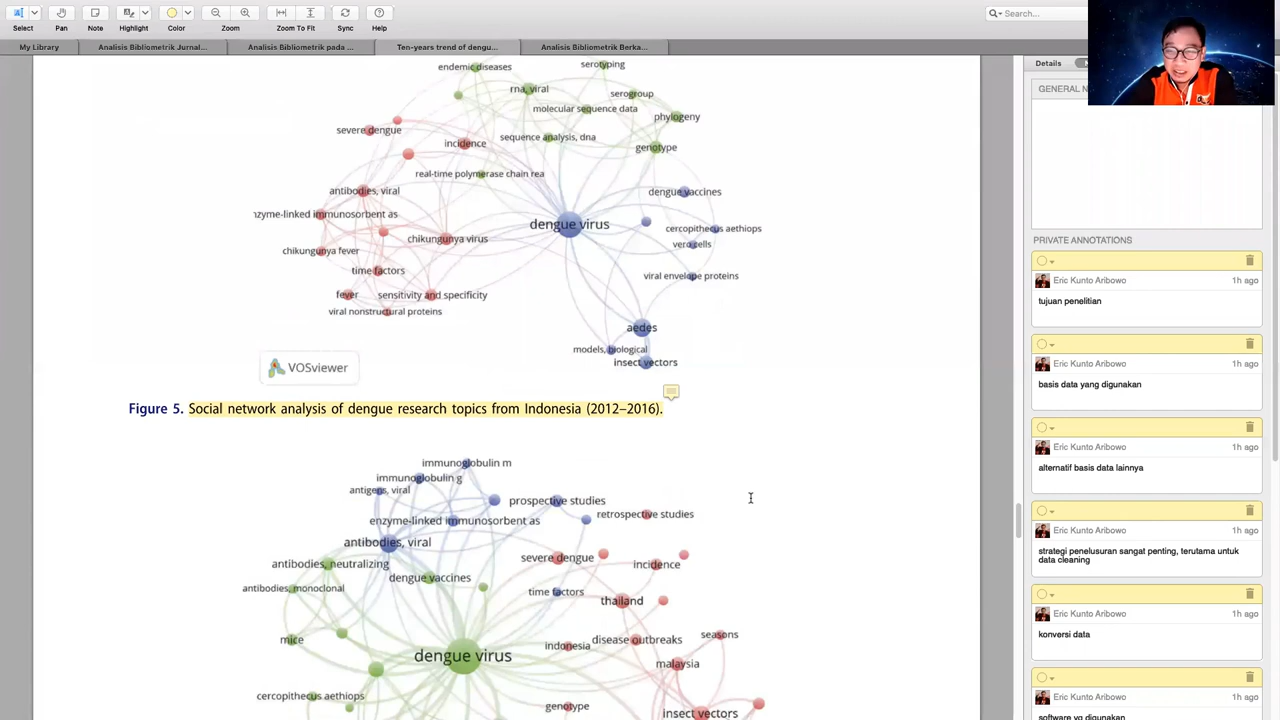 Search...
Select
Pan
Note
Highlight
Color
Zoom
Zoom To Fit
Sync
Help
My Library
Analisis Bibliometrik Jurnal...
Analisis Bibliometrik pada ...
Ten-years trend of dengu...
Analisis Bibliometrik Berka...
Details
GENERAL N
endemic diseases
serotyping
rna, viral
serogroup
molecular sequence data
phylogeny
severe dengue
sequence analysis, dna
incidence
genotype
real-time polymerase chain rea
antibodies, viral
dengue vaccines
nzyme-linked immunosorbent as
dengue virus
cercopithecus aethiops
chikungunya virus
vero cells
chikungunya fever
time factors
viral envelope proteins
fever
sensitivity and specificity
viral nonstructural proteins
aedes
models, biological
insect vectors
VOSviewer
Figure 5. Social network analysis of dengue research topics from Indonesia (2012–2016).
immunoglobulin m
immunoglobulin g
antigens, viral
prospective studies
retrospective studies
enzyme-linked immunosorbent as
antibodies, viral
severe dengue
antibodies, neutralizing
incidence
dengue vaccines
antibodies, monoclonal
time factors
thailand
mice
indonesia
disease outbreaks
seasons
dengue virus
malaysia
cercopithecus aethiops
genotype
insect vectors
PRIVATE ANNOTATIONS
Eric Kunto Aribowo
1h ago
tujuan penelitian
Eric Kunto Aribowo
1h ago
basis data yang digunakan
Eric Kunto Aribowo
1h ago
alternatif basis data lainnya
Eric Kunto Aribowo
1h ago
strategi penelusuran sangat penting, terutama untuk
data cleaning
Eric Kunto Aribowo
1h ago
konversi data
Eric Kunto Aribowo
1h ago
software yg digunakan